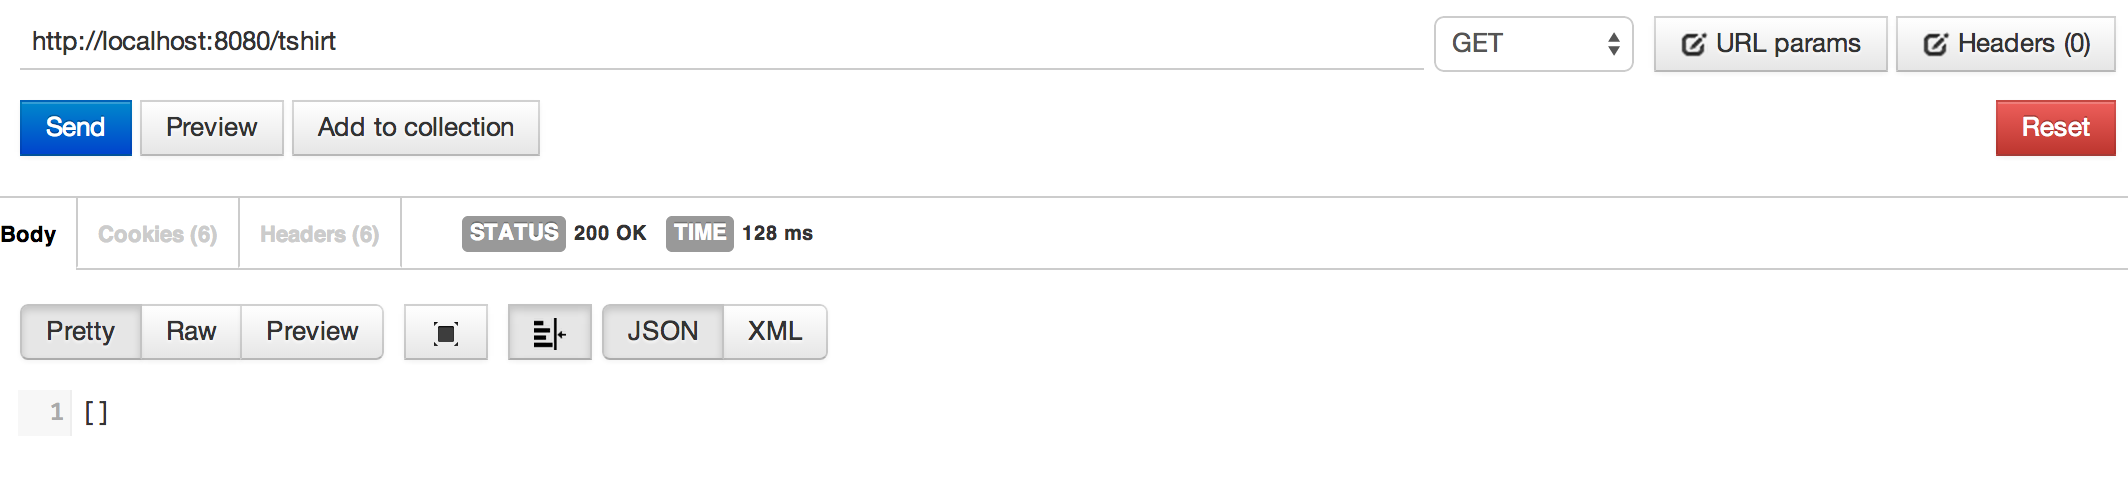 http://localhost:8080/tshirt GET URL params Headers (0)
Send Preview Add to collection Reset
Body Cookies (6) Headers (6) STATUS 200 OK TIME 128 ms
Pretty Raw Preview JSON XML
1 []